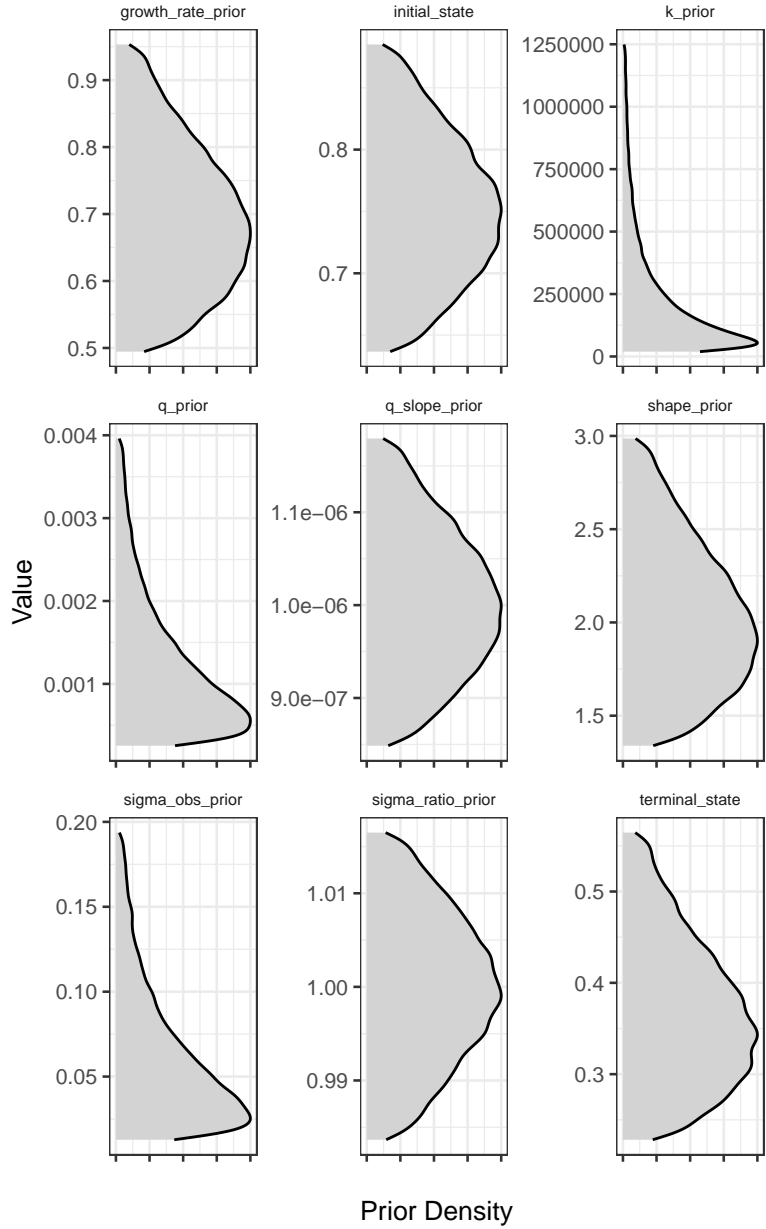 growth_rate_prior
initial_state
k_prior
0.9
0.8
0.7
0.6
0.5
0.8
0.7
1250000
1000000
750000
500000
250000
0
q_prior
q_slope_prior
shape_prior
0.004
0.003
0.002
0.001
1.1e−06
1.0e−06
9.0e−07
3.0
2.5
2.0
1.5
Value
sigma_obs_prior
sigma_ratio_prior
terminal_state
0.20
0.15
0.10
0.05
1.01
1.00
0.99
0.5
0.4
0.3
Prior Density